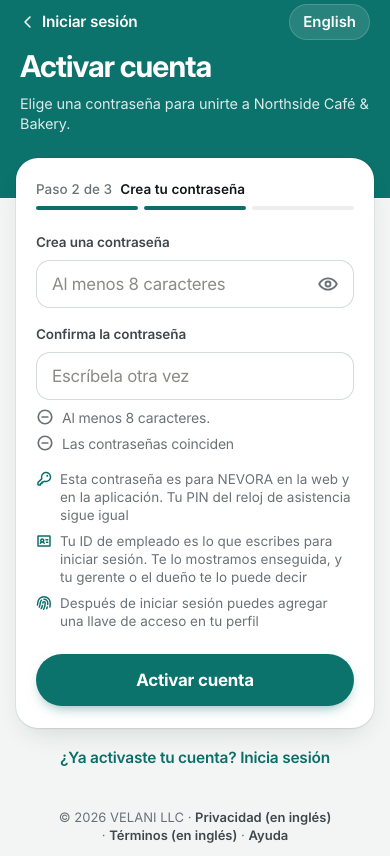 Iniciar sesión
English
Activar cuenta
Elige una contraseña para unirte a Northside Café &
Bakery.
Paso 2 de 3 Crea tu contraseña
Crea una contraseña
Al menos 8 caracteres
Confirma la contraseña
Escríbela otra vez
Al menos 8 caracteres.
Las contraseñas coinciden
Esta contraseña es para NEVORA en la web y
en la aplicación. Tu PIN del reloj de asistencia
sigue igual
Tu ID de empleado es lo que escribes para
iniciar sesión. Te lo mostramos enseguida, y
tu gerente o el dueño te lo puede decir
Después de iniciar sesión puedes agregar
una llave de acceso en tu perfil
Activar cuenta
¿Ya activaste tu cuenta? Inicia sesión
© 2026 VELANI LLC · Privacidad (en inglés)
· Términos (en inglés) · Ayuda